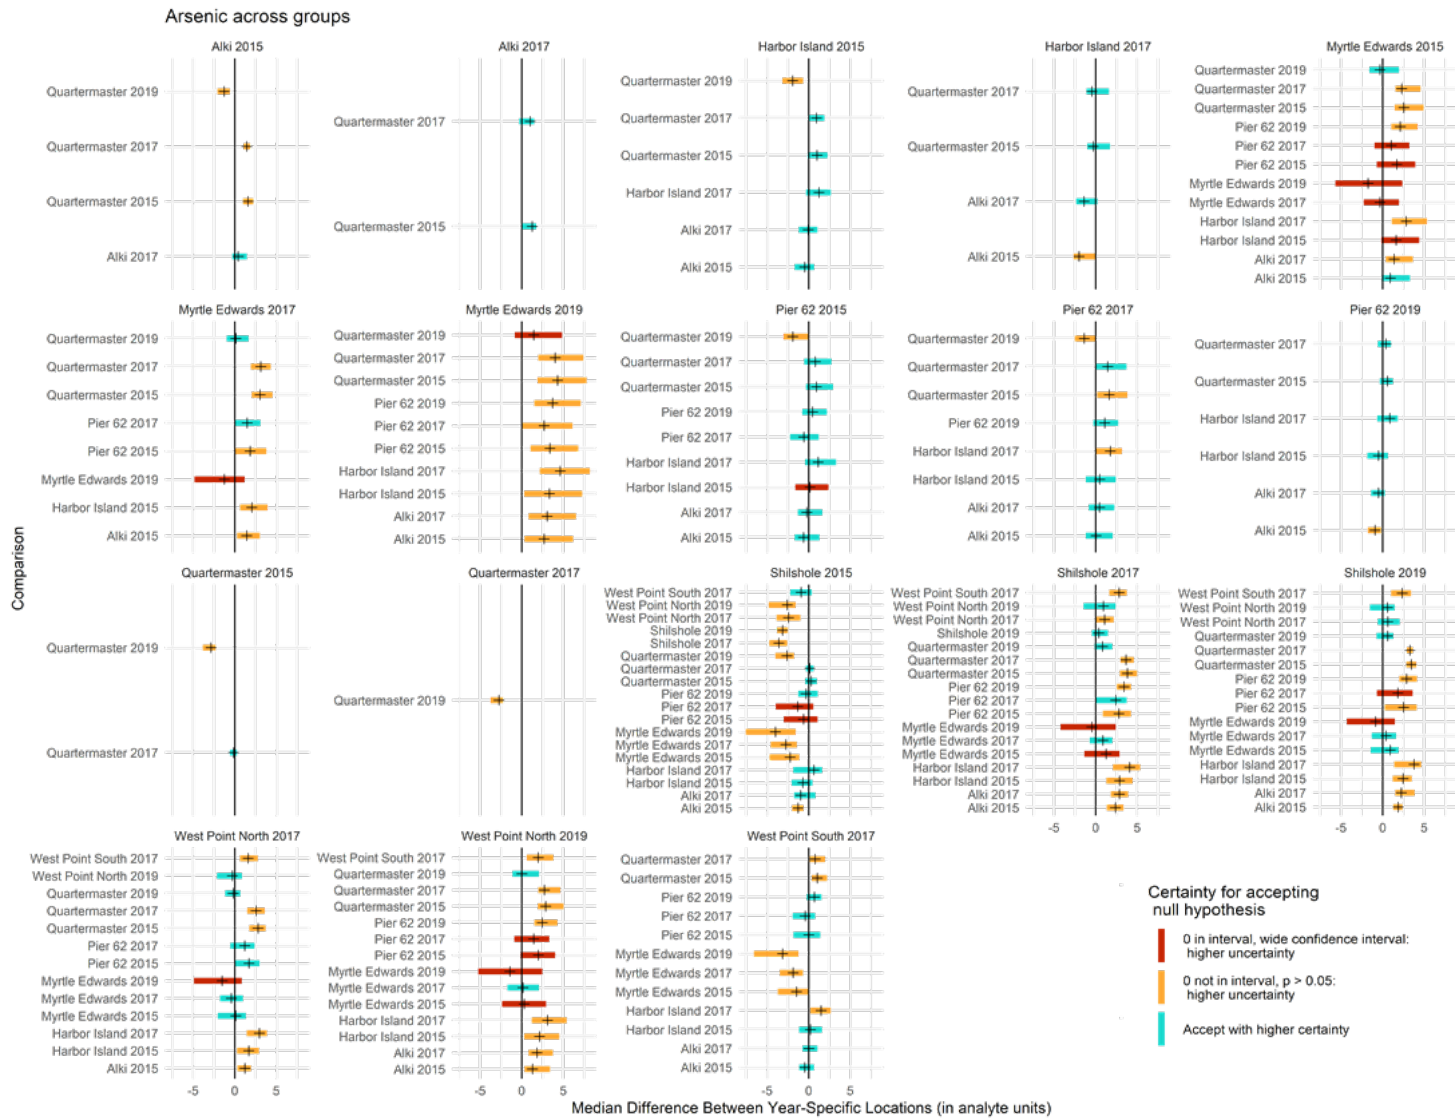 Arsenic across groups
Alki 2015
Quartermaster 2019
Quartermaster 2017
Quartermaster 2015
Alki 2017
Alki 2017
Quartermaster 2017
Quartermaster 2015
Harbor Island 2015
Quartermaster 2019
Quartermaster 2017
Quartermaster 2015
Harbor Island 2017
Alki 2017
Alki 2015
Harbor Island 2017
Quartermaster 2017
Quartermaster 2015
Alki 2017
Alki 2015
Myrtle Edwards 2015
Quartermaster 2019
Quartermaster 2017
Quartermaster 2015
Pier 62 2019
Pier 62 2017
Pier 62 2015
Myrtle Edwards 2019
Myrtle Edwards 2017
Harbor Island 2017
Harbor Island 2015
Alki 2017
Alki 2015
Myrtle Edwards 2017
Quartermaster 2019
Quartermaster 2017
Quartermaster 2015
Pier 62 2017
Pier 62 2015
Myrtle Edwards 2019
Harbor Island 2015
Alki 2015
Myrtle Edwards 2019
Quartermaster 2019
Quartermaster 2017
Quartermaster 2015
Pier 62 2019
Pier 62 2017
Pier 62 2015
Harbor Island 2017
Harbor Island 2015
Alki 2017
Alki 2015
Pier 62 2015
Quartermaster 2019
Quartermaster 2017
Quartermaster 2015
Pier 62 2019
Pier 62 2017
Harbor Island 2017
Harbor Island 2015
Alki 2017
Alki 2015
Pier 62 2017
Quartermaster 2019
Quartermaster 2017
Quartermaster 2015
Pier 62 2019
Harbor Island 2017
Harbor Island 2015
Alki 2017
Alki 2015
Pier 62 2019
Quartermaster 2017
Quartermaster 2015
Harbor Island 2017
Harbor Island 2015
Alki 2017
Alki 2015
Comparison
Quartermaster 2015
Quartermaster 2019
Quartermaster 2017
Quartermaster 2017
Quartermaster 2019
Shilshole 2015
West Point South 2017
West Point North 2019
West Point North 2017
Shilshole 2019
Shilshole 2017
Quartermaster 2019
Quartermaster 2017
Quartermaster 2015
Pier 62 2019
Pier 62 2017
Pier 62 2015
Myrtle Edwards 2019
Myrtle Edwards 2017
Myrtle Edwards 2015
Harbor Island 2017
Harbor Island 2015
Alki 2017
Alki 2015
Shilshole 2017
West Point South 2017
West Point North 2019
West Point North 2017
Shilshole 2019
Quartermaster 2019
Quartermaster 2017
Quartermaster 2015
Pier 62 2019
Pier 62 2017
Pier 62 2015
Myrtle Edwards 2019
Myrtle Edwards 2017
Myrtle Edwards 2015
Harbor Island 2017
Harbor Island 2015
Alki 2017
Alki 2015
-5 0 5
Shilshole 2019
West Point South 2017
West Point North 2019
West Point North 2017
Quartermaster 2019
Quartermaster 2017
Quartermaster 2015
Pier 62 2019
Pier 62 2017
Pier 62 2015
Myrtle Edwards 2019
Myrtle Edwards 2017
Myrtle Edwards 2015
Harbor Island 2017
Harbor Island 2015
Alki 2017
Alki 2015
-5 0 5
West Point North 2017
West Point South 2017
West Point North 2019
Quartermaster 2019
Quartermaster 2017
Quartermaster 2015
Pier 62 2017
Pier 62 2015
Myrtle Edwards 2019
Myrtle Edwards 2017
Myrtle Edwards 2015
Harbor Island 2017
Harbor Island 2015
Alki 2015
-5 0 5
West Point North 2019
West Point South 2017
Quartermaster 2019
Quartermaster 2017
Quartermaster 2015
Pier 62 2019
Pier 62 2017
Pier 62 2015
Myrtle Edwards 2019
Myrtle Edwards 2017
Myrtle Edwards 2015
Harbor Island 2017
Harbor Island 2015
Alki 2017
Alki 2015
-5 0 5
West Point South 2017
Quartermaster 2017
Quartermaster 2015
Pier 62 2019
Pier 62 2017
Pier 62 2015
Myrtle Edwards 2019
Myrtle Edwards 2017
Myrtle Edwards 2015
Harbor Island 2017
Harbor Island 2015
Alki 2017
Alki 2015
-5 0 5
Certainty for accepting
null hypothesis
0 in interval, wide confidence interval:
higher uncertainty
0 not in interval, p > 0.05:
higher uncertainty
Accept with higher certainty
Median Difference Between Year-Specific Locations (in analyte units)